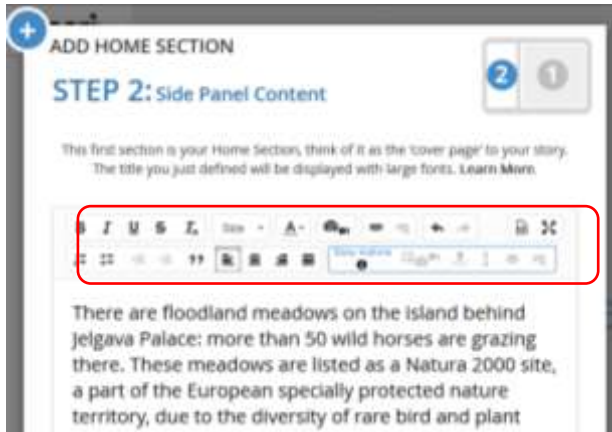 ADD HOME SECTION
STEP 2: Side Panel Content
2 1
This first section is your Home Section, think of it as the 'cover page' to your story.
The title you just defined will be displayed with large fonts. Learn More.
B I U S Size A
There are floodland meadows on the island behind
Jelgava Palace: more than 50 wild horses are grazing
there. These meadows are listed as a Natura 2000 site,
a part of the European specially protected nature
territory, due to the diversity of rare bird and plant